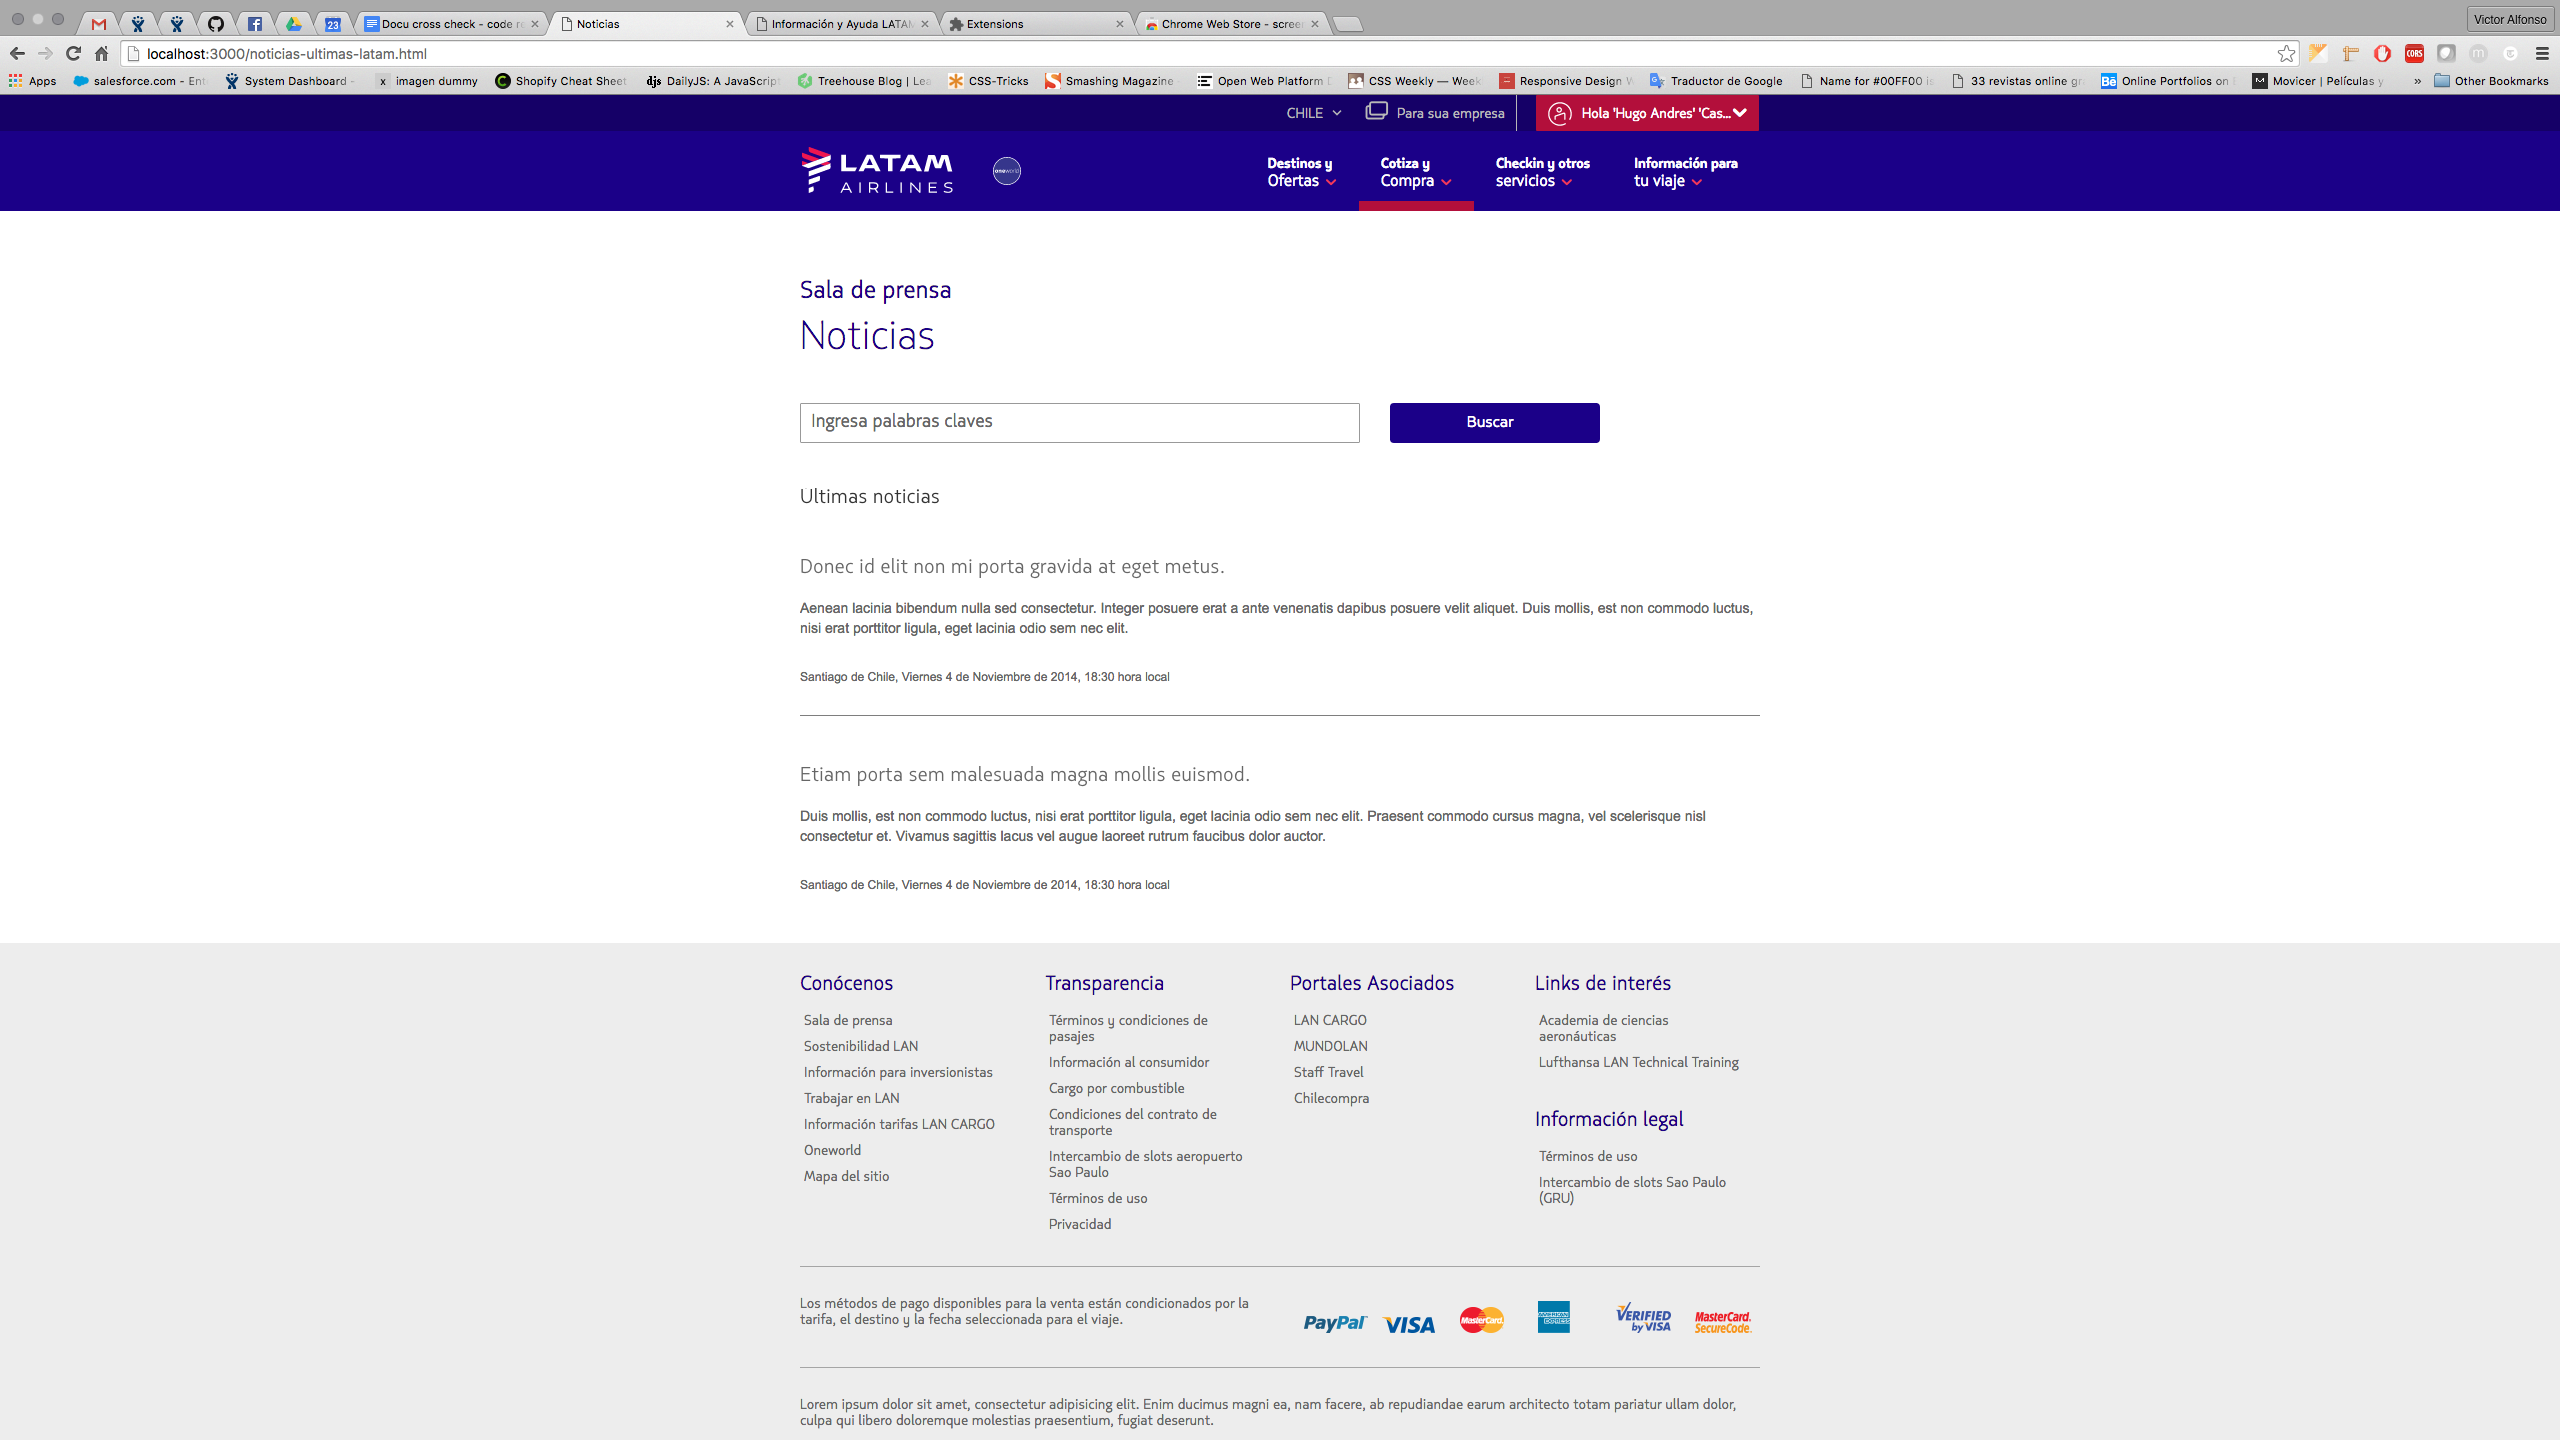 Docu cross check - code re
Noticias
Información y Ayuda LATAM
Extensions
Chrome Web Store - scree
Victor Alfonso
localhost:3000/noticias-ultimas-latam.html
CORS
Apps
salesforce.com - Ent
System Dashboard -
imagen dummy
Shopify Cheat Sheet
djs DailyJS: A JavaScript
Treehouse Blog | Lea
CSS-Tricks
Smashing Magazine
Open Web Platform D
CSS Weekly — Week
Responsive Design W
Traductor de Google
Name for #00FF00 is
33 revistas online gra
Bē Online Portfolios on
Movicer | Películas y
»
Other Bookmarks
CHILE
Para sua empresa
Hola 'Hugo Andres' 'Cas...
LATAM
AIRLINES
oneworld
Destinos y
Ofertas
Cotiza y
Compra
Checkin y otros
servicios
Información para
tu viaje
Sala de prensa
Noticias
Ingresa palabras claves
Buscar
Ultimas noticias
Donec id elit non mi porta gravida at eget metus.
Aenean lacinia bibendum nulla sed consectetur. Integer posuere erat a ante venenatis dapibus posuere velit aliquet. Duis mollis, est non commodo luctus,
nisi erat porttitor ligula, eget lacinia odio sem nec elit.
Santiago de Chile, Viernes 4 de Noviembre de 2014, 18:30 hora local
Etiam porta sem malesuada magna mollis euismod.
Duis mollis, est non commodo luctus, nisi erat porttitor ligula, eget lacinia odio sem nec elit. Praesent commodo cursus magna, vel scelerisque nisl
consectetur et. Vivamus sagittis lacus vel augue laoreet rutrum faucibus dolor auctor.
Santiago de Chile, Viernes 4 de Noviembre de 2014, 18:30 hora local
Conócenos
Sala de prensa
Sostenibilidad LAN
Información para inversionistas
Trabajar en LAN
Información tarifas LAN CARGO
Oneworld
Mapa del sitio
Transparencia
Términos y condiciones de
pasajes
Información al consumidor
Cargo por combustible
Condiciones del contrato de
transporte
Intercambio de slots aeropuerto
Sao Paulo
Términos de uso
Privacidad
Portales Asociados
LAN CARGO
MUNDOLAN
Staff Travel
Chilecompra
Links de interés
Academia de ciencias
aeronáuticas
Lufthansa LAN Technical Training
Información legal
Términos de uso
Intercambio de slots Sao Paulo
(GRU)
Los métodos de pago disponibles para la venta están condicionados por la
tarifa, el destino y la fecha seleccionada para el viaje.
PayPal
VISA
MasterCard
AMERICAN
EXPRESS
VERIFIED
by VISA
MasterCard.
SecureCode.
Lorem ipsum dolor sit amet, consectetur adipisicing elit. Enim ducimus magni ea, nam facere, ab repudiandae earum architecto totam pariatur ullam dolor,
culpa qui libero doloremque molestias praesentium, fugiat deserunt.